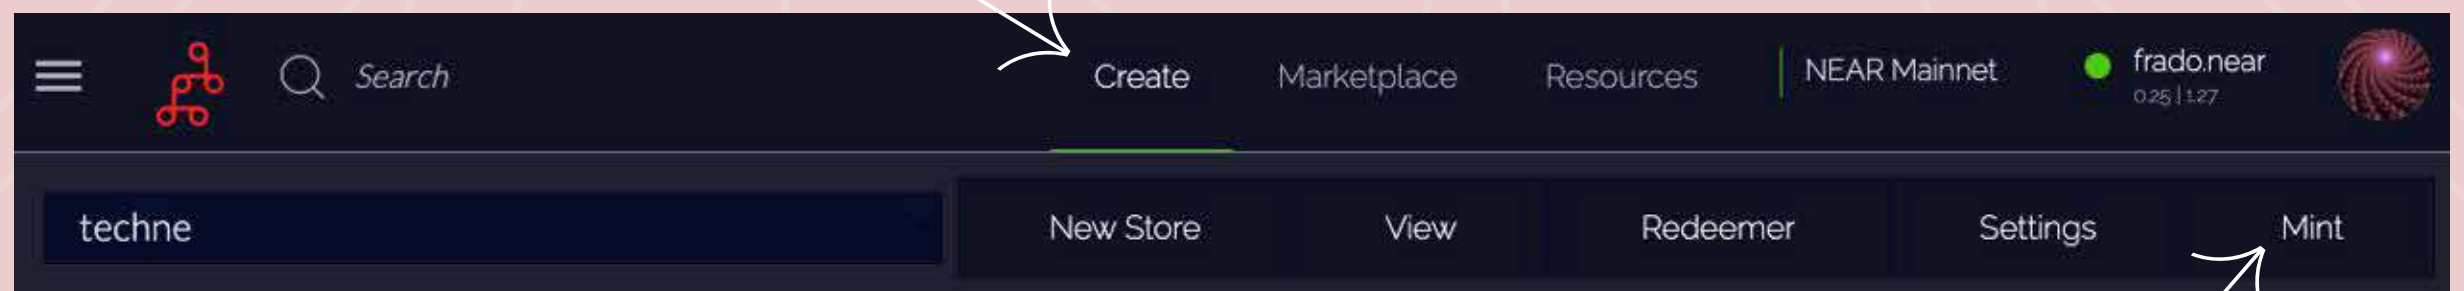 Search
Create
Marketplace
Resources
NEAR Mainnet
frado.near
0.25 | 1.27
techne
New Store
View
Redeemer
Settings
Mint